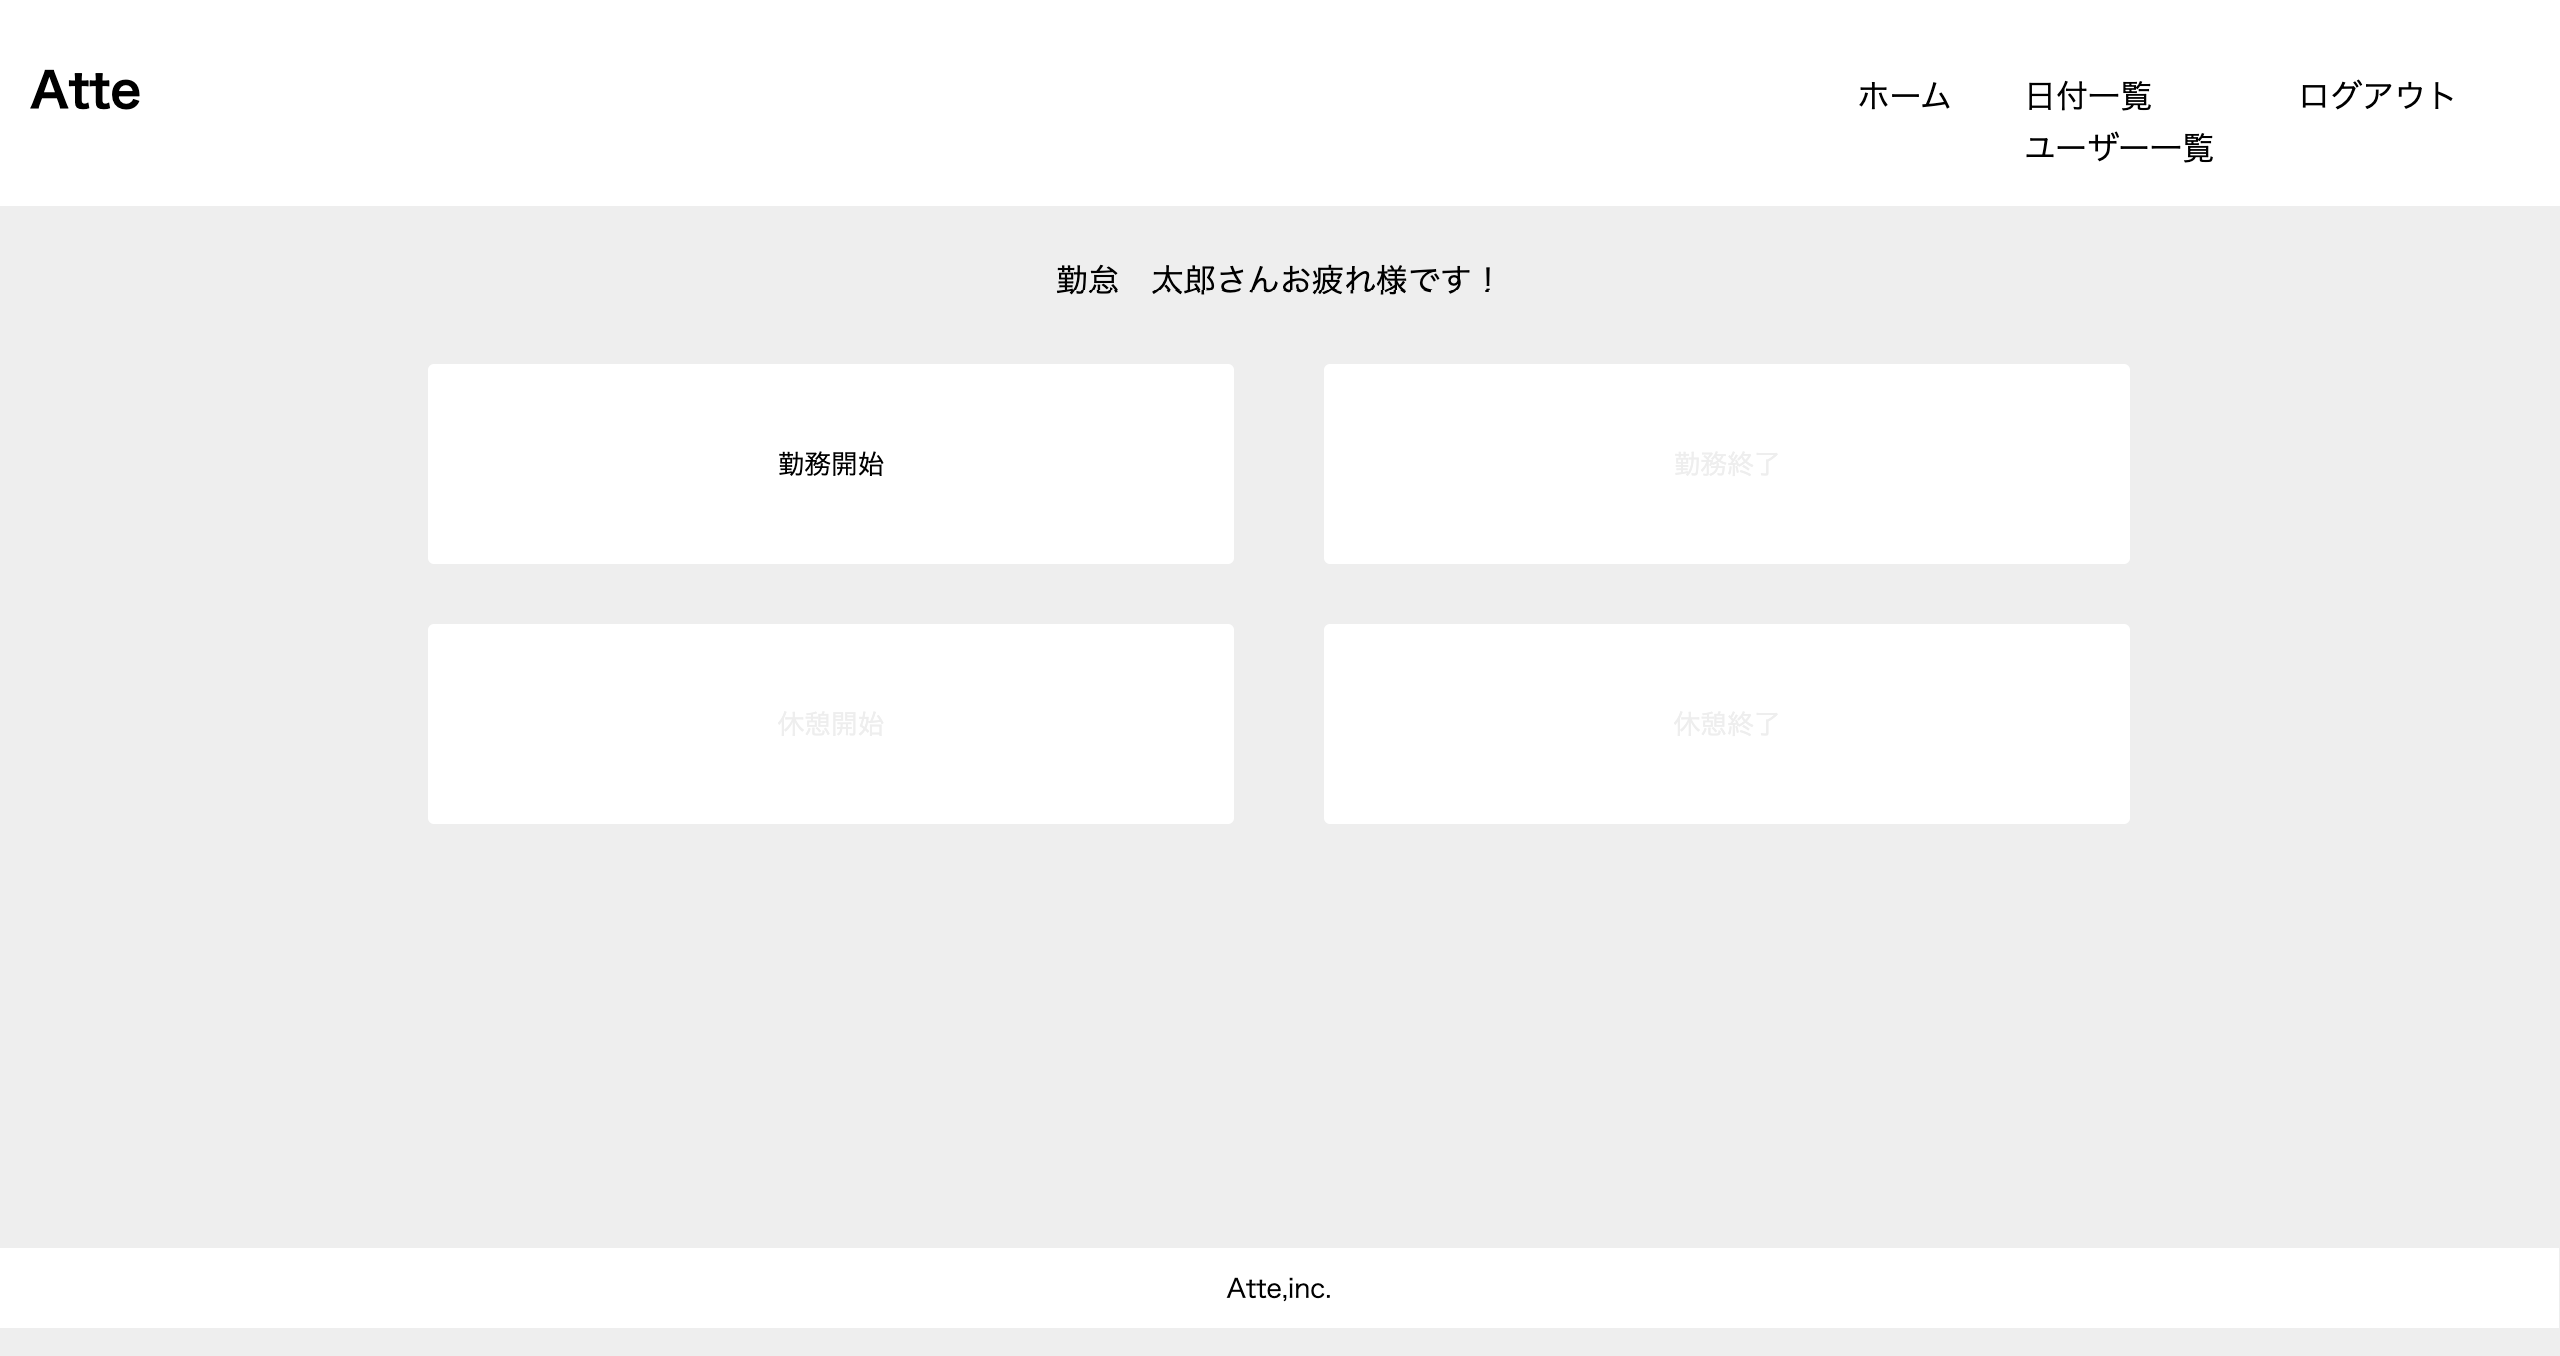 Atte
ホーム 日付一覧 ログアウト
ユーザー一覧
勤怠　太郎さんお疲れ様です！
勤務開始 勤務終了
休憩開始 休憩終了
Atte,inc.